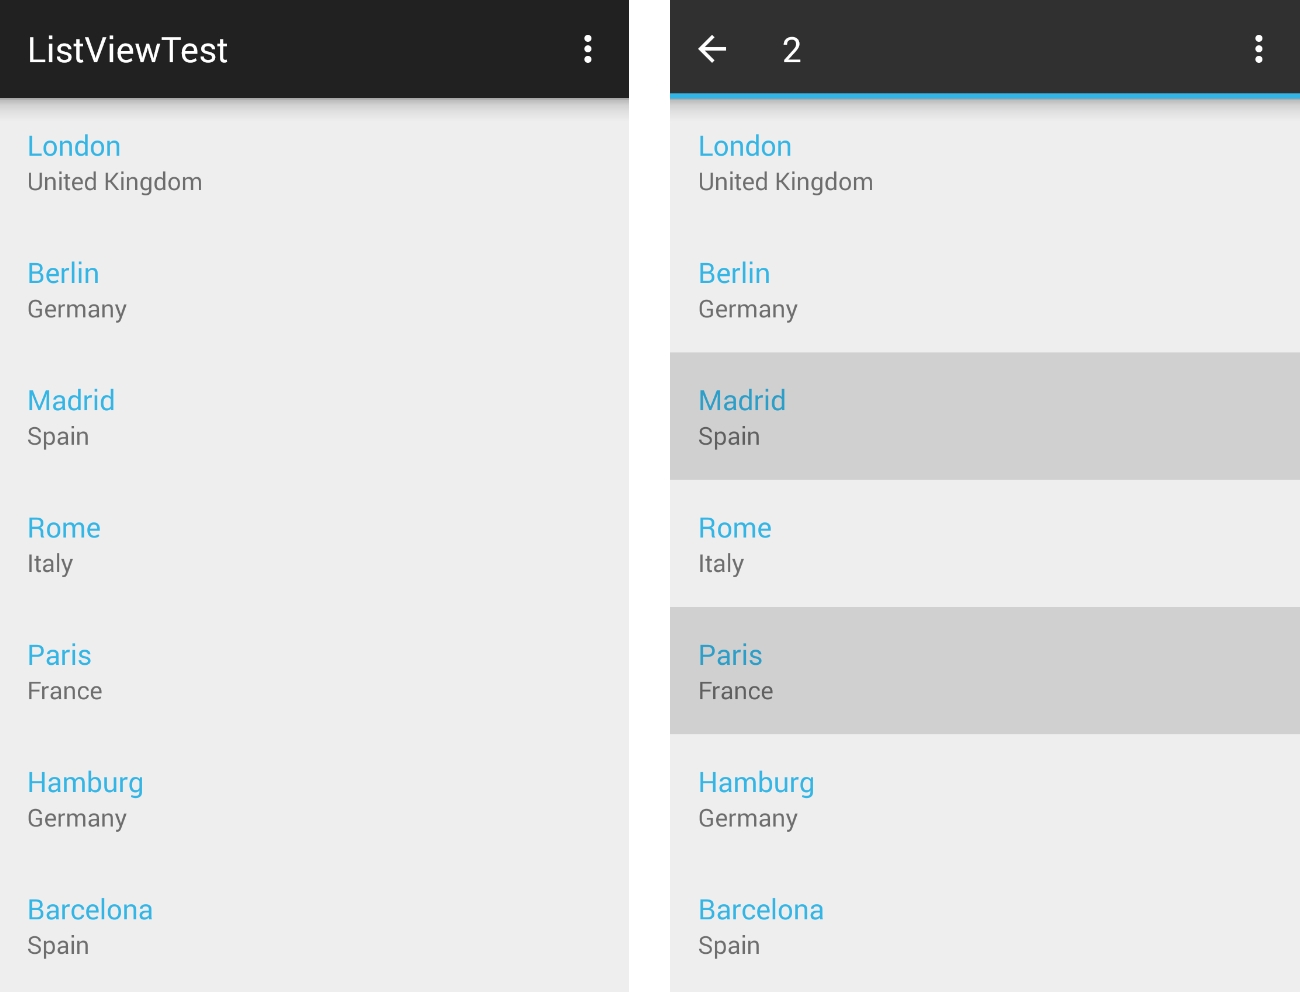 ListViewTest
London
United Kingdom
Berlin
Germany
Madrid
Spain
Rome
Italy
Paris
France
Hamburg
Germany
Barcelona
Spain
2
London
United Kingdom
Berlin
Germany
Madrid
Spain
Rome
Italy
Paris
France
Hamburg
Germany
Barcelona
Spain